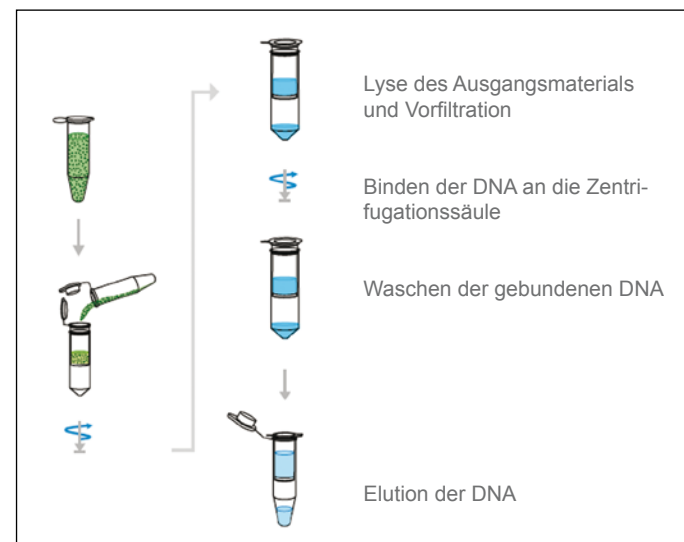 Lyse des Ausgangsmaterials
und Vorfiltration
Binden der DNA an die Zentri-
fugationssäule
Waschen der gebundenen DNA
Elution der DNA